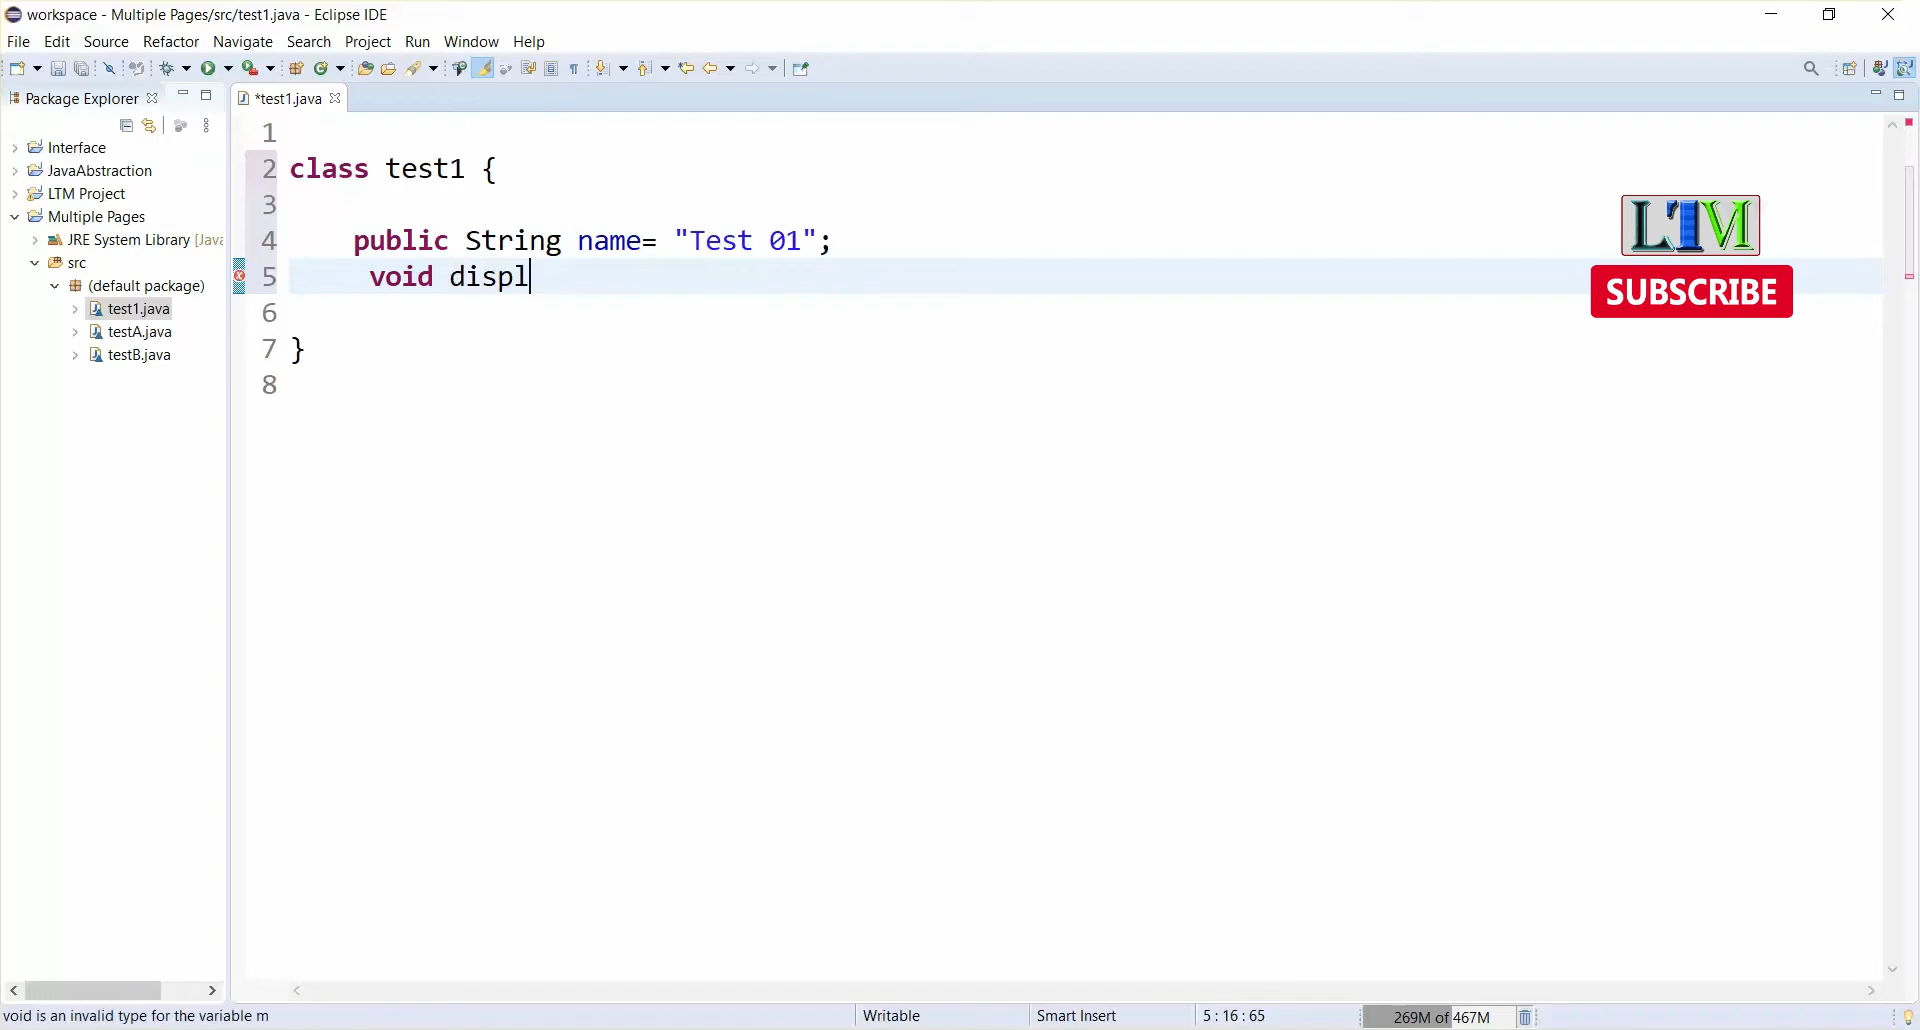 workspace - Multiple Pages/src/test1.java - Eclipse IDE
File Edit Source Refactor Navigate Search Project Run Window Help
Package Explorer
*test1.java
Interface
JavaAbstraction
LTM Project
Multiple Pages
JRE System Library [Java
src
(default package)
test1.java
testA.java
testB.java
1
2 class test1 {
3
4 public String name= "Test 01";
5 void displ
6
7 }
8
LTM
SUBSCRIBE
void is an invalid type for the variable m
Writable
Smart Insert
5 : 16 : 65
269M of 467M